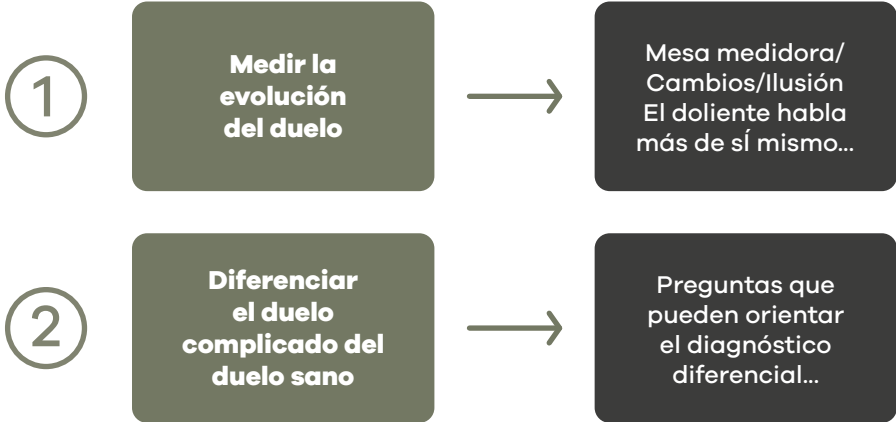 1
Medir la
evolución
del duelo
Mesa medidora/
Cambios/Ilusión
El doliente habla
más de sÍ mismo...
2
Diferenciar
el duelo
complicado del
duelo sano
Preguntas que
pueden orientar
el diagnóstico
diferencial...